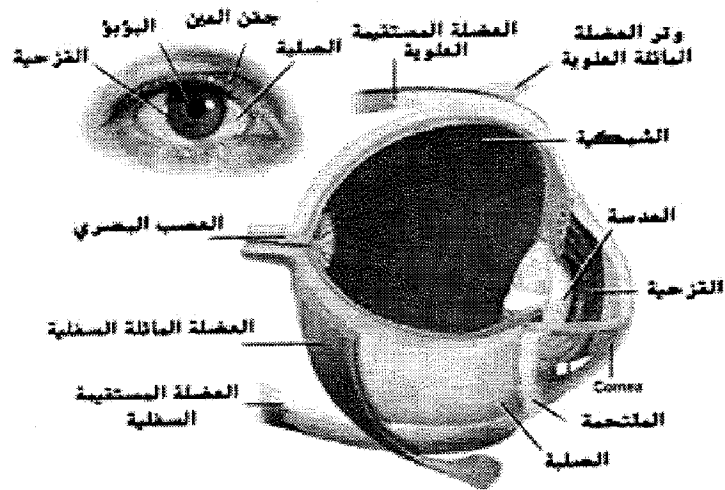 جفن العين
البؤبؤ
القزحية
الصلبة
العضلة المستقيمة
العلوية
وتر العضلة
المائلة العلوية
الشبكية
العدسة
القزحية
Cornea
الملتحمة
الصلبة
العصب البصري
العضلة المائلة السفلية
العضلة المستقيمة
السفلية